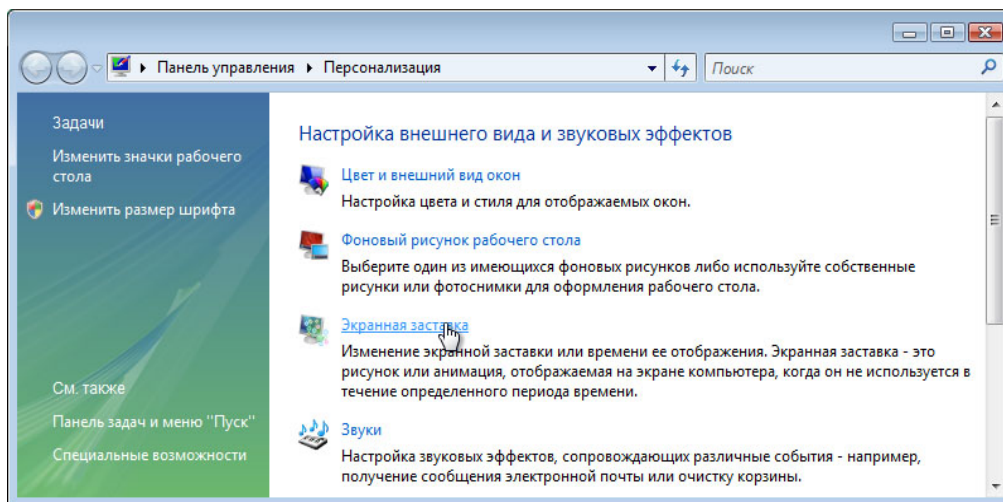 Панель управления ▸ Персонализация
Поиск
Задачи
Изменить значки рабочего
стола
Изменить размер шрифта
См. также
Панель задач и меню "Пуск"
Специальные возможности
Настройка внешнего вида и звуковых эффектов
Цвет и внешний вид окон
Настройка цвета и стиля для отображаемых окон.
Фоновый рисунок рабочего стола
Выберите один из имеющихся фоновых рисунков либо используйте собственные
рисунки или фотоснимки для оформления рабочего стола.
Экранная заставка
Изменение экранной заставки или времени ее отображения. Экранная заставка - это
рисунок или анимация, отображаемая на экране компьютера, когда он не используется в
течение определенного периода времени.
Звуки
Настройка звуковых эффектов, сопровождающих различные события - например,
получение сообщения электронной почты или очистку корзины.